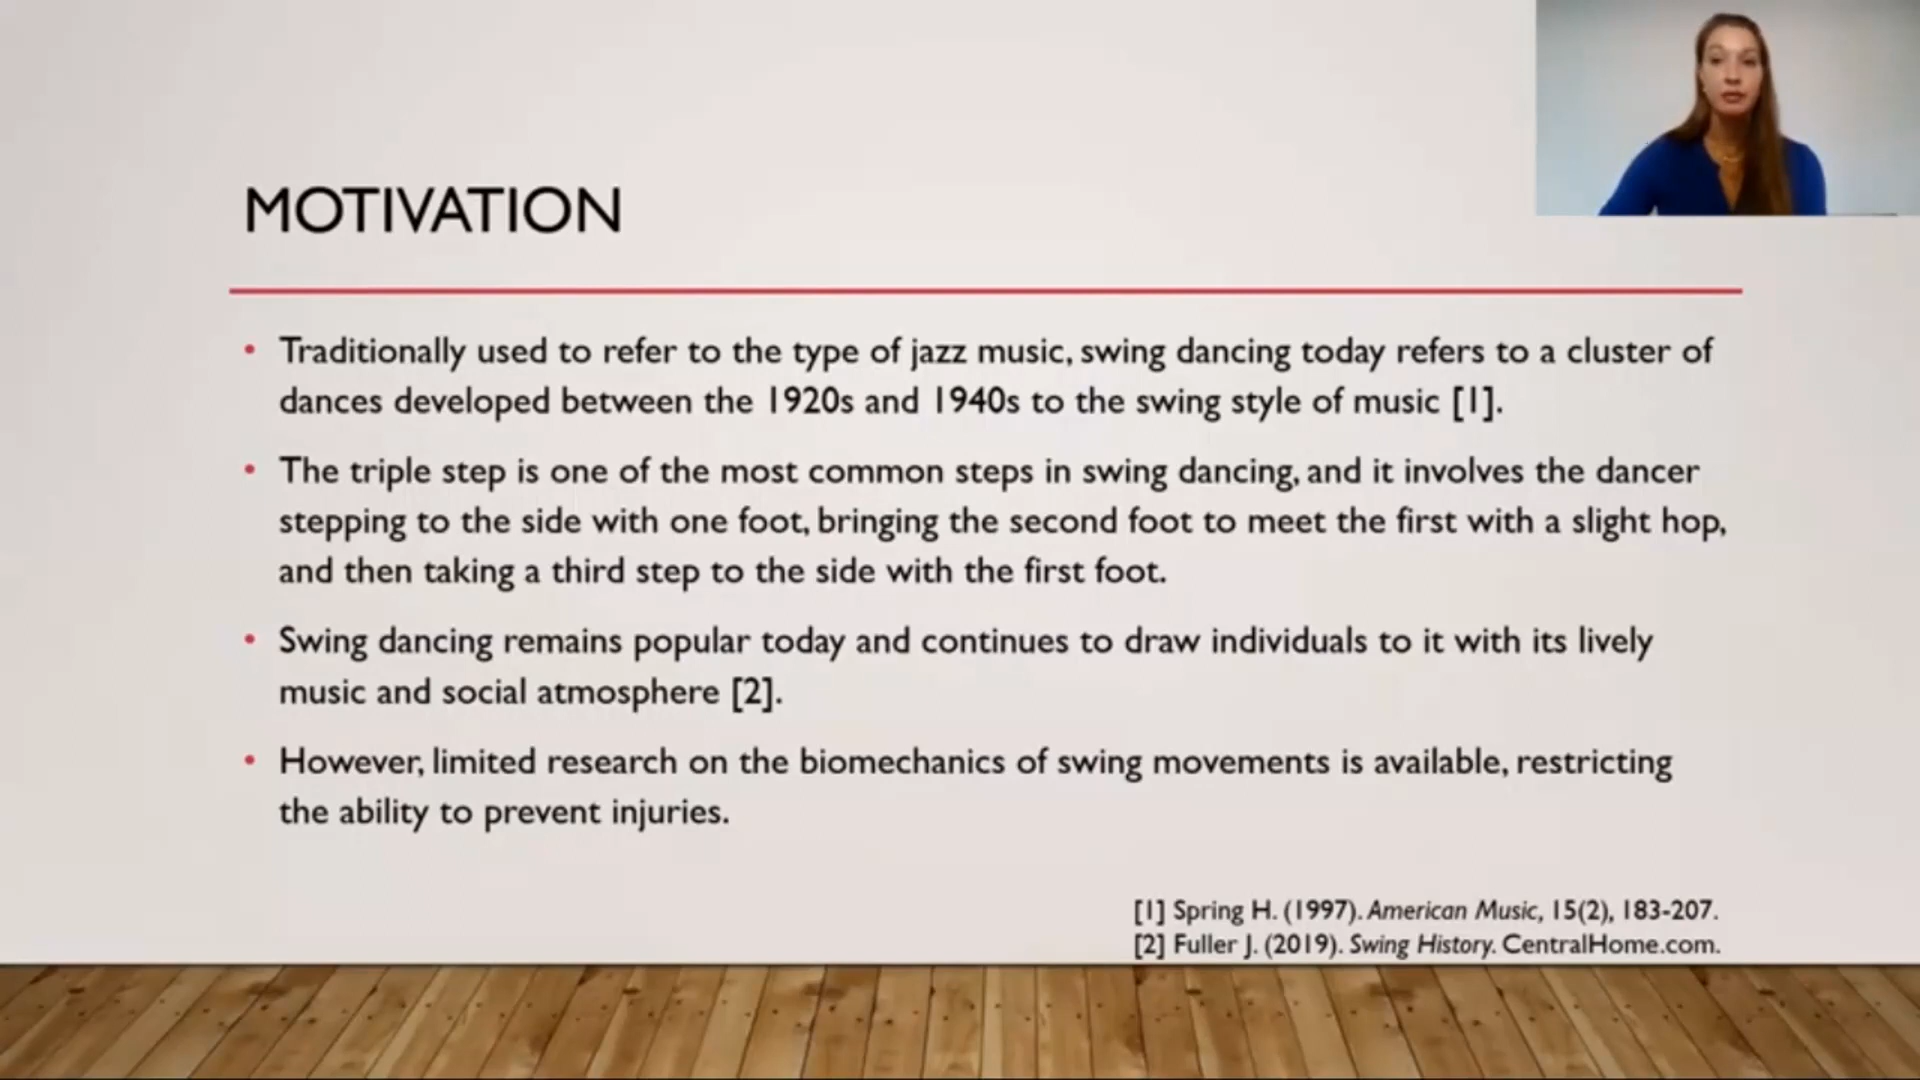 MOTIVATION
• Traditionally used to refer to the type of jazz music, swing dancing today refers to a cluster of
dances developed between the 1920s and 1940s to the swing style of music [1].
• The triple step is one of the most common steps in swing dancing, and it involves the dancer
stepping to the side with one foot, bringing the second foot to meet the first with a slight hop,
and then taking a third step to the side with the first foot.
• Swing dancing remains popular today and continues to draw individuals to it with its lively
music and social atmosphere [2].
• However, limited research on the biomechanics of swing movements is available, restricting
the ability to prevent injuries.
[1] Spring H. (1997). American Music, 15(2), 183-207.
[2] Fuller J. (2019). Swing History. CentralHome.com.